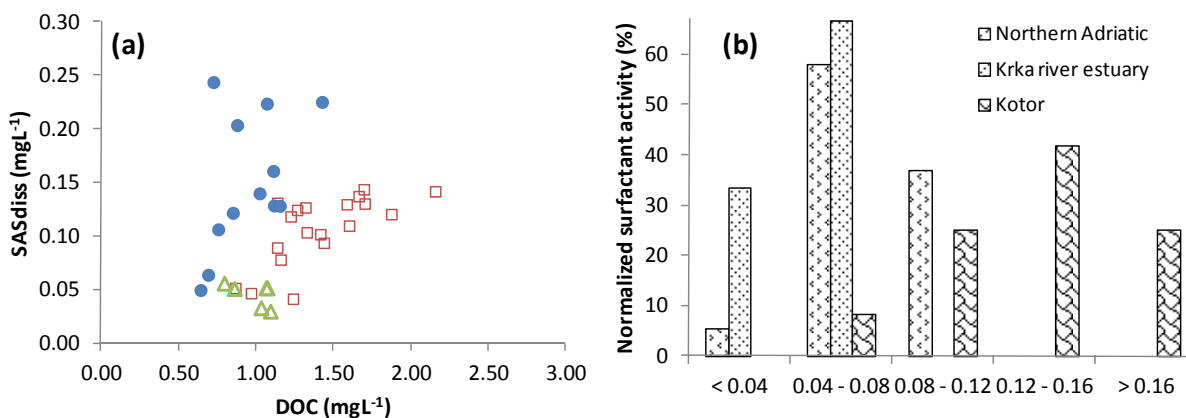 (a)
SASdiss (mgL⁻¹)
0.30
0.25
0.20
0.15
0.10
0.05
0.00
0.00 0.50 1.00 1.50 2.00 2.50 3.00
DOC (mgL⁻¹)
(b)
Normalized surfactant activity (%)
60
50
40
30
20
10
0
< 0.04 0.04 - 0.08 0.08 - 0.12 0.12 - 0.16 > 0.16
Northern Adriatic
Krka river estuary
Kotor